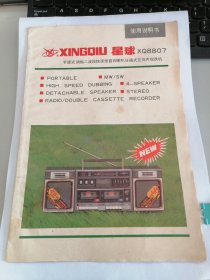 使用说明书
XINGQIU 星球 XQ8807
■ PORTABLE ■ MW/SW
■ HIGH SPEED DUBBING ■ 4-SPEAKER
■ DETACHABLE SPEAKER ■ STEREO
■ RADIO/DOUBLE CASSETTE RECORDER
NEW